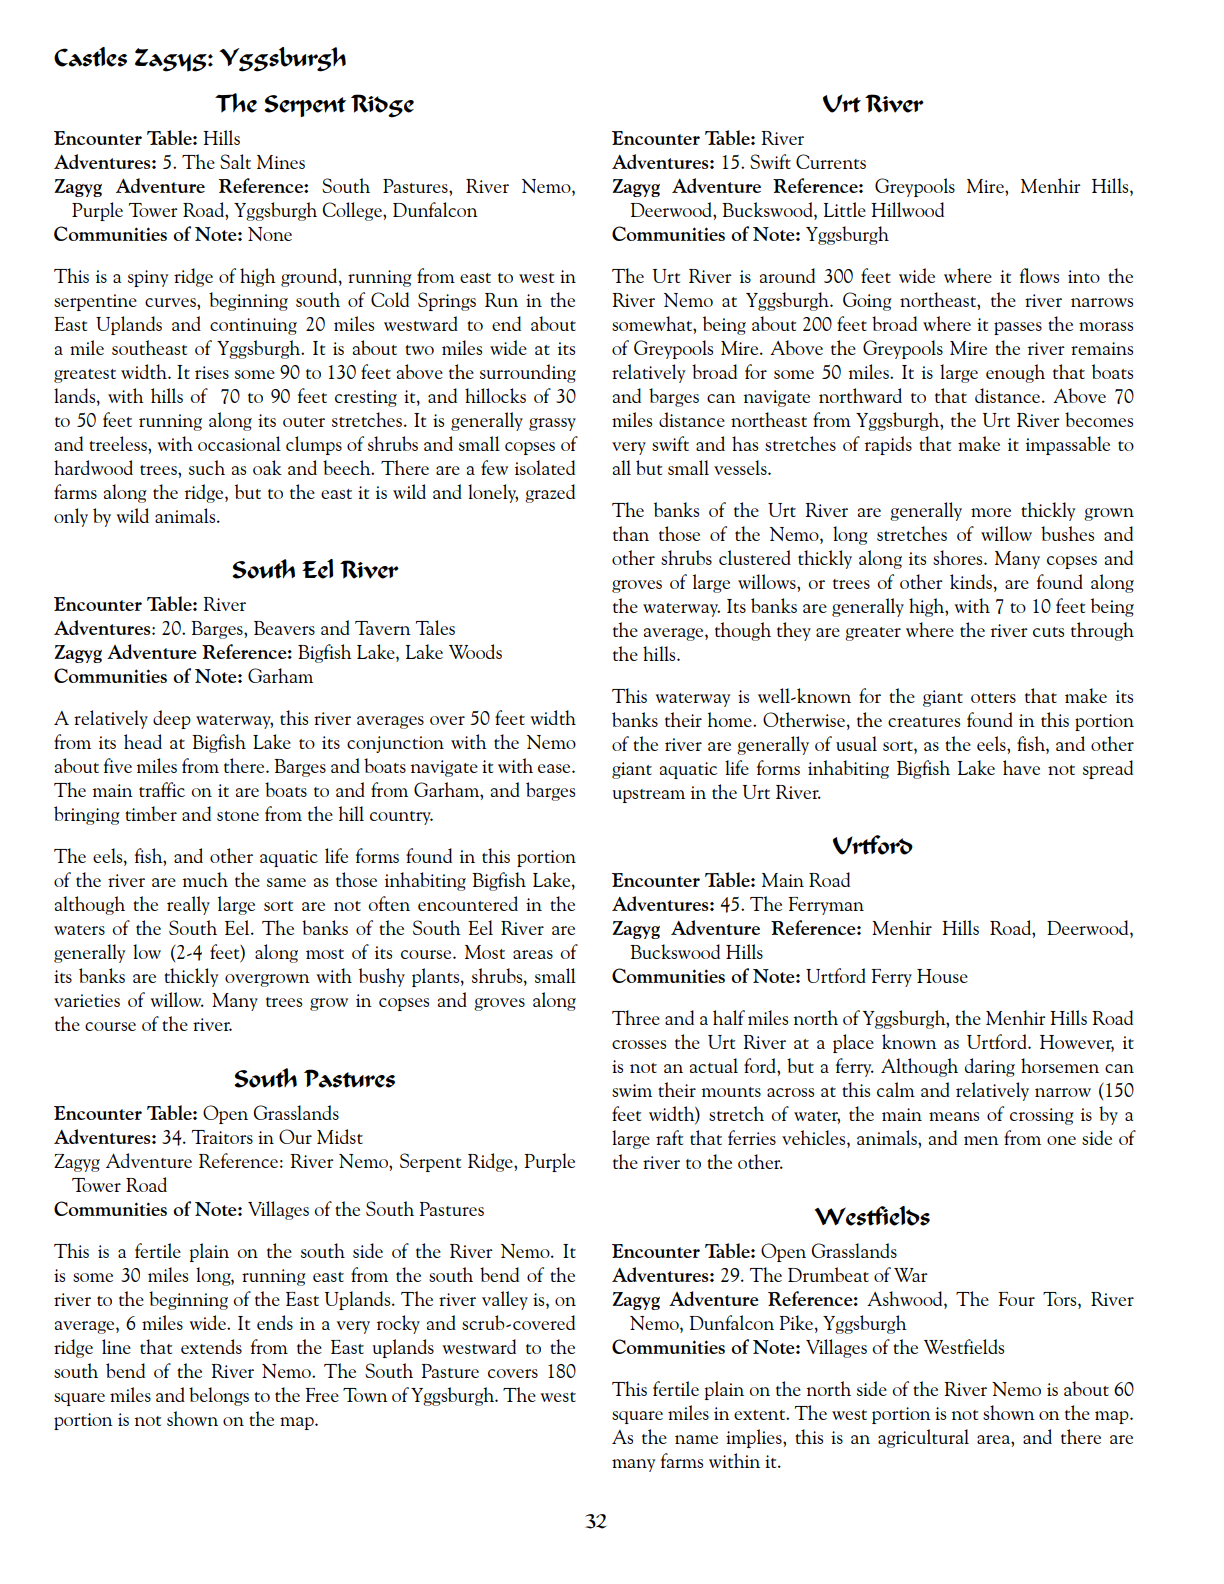 Castles Zagyg: Yggsburgh
The Serpent Ridge
Encounter Table: Hills
Adventures: 5. The Salt Mines
Zagyg Adventure Reference: South Pastures, River Nemo,
Purple Tower Road, Yggsburgh College, Dunfalcon
Communities of Note: None
This is a spiny ridge of high ground, running from east to west in
serpentine curves, beginning south of Cold Springs Run in the
East Uplands and continuing 20 miles westward to end about
a mile southeast of Yggsburgh. It is about two miles wide at its
greatest width. It rises some 90 to 130 feet above the surrounding
lands, with hills of 70 to 90 feet cresting it, and hillocks of 30
to 50 feet running along its outer stretches. It is generally grassy
and treeless, with occasional clumps of shrubs and small copses of
hardwood trees, such as oak and beech. There are a few isolated
farms along the ridge, but to the east it is wild and lonely, grazed
only by wild animals.
South Eel River
Encounter Table: River
Adventures: 20. Barges, Beavers and Tavern Tales
Zagyg Adventure Reference: Bigfish Lake, Lake Woods
Communities of Note: Garham
A relatively deep waterway, this river averages over 50 feet width
from its head at Bigfish Lake to its conjunction with the Nemo
about five miles from there. Barges and boats navigate it with ease.
The main traffic on it are boats to and from Garham, and barges
bringing timber and stone from the hill country.
The eels, fish, and other aquatic life forms found in this portion
of the river are much the same as those inhabiting Bigfish Lake,
although the really large sort are not often encountered in the
waters of the South Eel. The banks of the South Eel River are
generally low (2-4 feet) along most of its course. Most areas of
its banks are thickly overgrown with bushy plants, shrubs, small
varieties of willow. Many trees grow in copses and groves along
the course of the river.
South Pastures
Encounter Table: Open Grasslands
Adventures: 34. Traitors in Our Midst
Zagyg Adventure Reference: River Nemo, Serpent Ridge, Purple
Tower Road
Communities of Note: Villages of the South Pastures
This is a fertile plain on the south side of the River Nemo. It
is some 30 miles long, running east from the south bend of the
river to the beginning of the East Uplands. The river valley is, on
average, 6 miles wide. It ends in a very rocky and scrub-covered
ridge line that extends from the East uplands westward to the
south bend of the River Nemo. The South Pasture covers 180
square miles and belongs to the Free Town of Yggsburgh. The west
portion is not shown on the map.
Urt River
Encounter Table: River
Adventures: 15. Swift Currents
Zagyg Adventure Reference: Greypools Mire, Menhir Hills,
Deerwood, Buckswood, Little Hillwood
Communities of Note: Yggsburgh
The Urt River is around 300 feet wide where it flows into the
River Nemo at Yggsburgh. Going northeast, the river narrows
somewhat, being about 200 feet broad where it passes the morass
of Greypools Mire. Above the Greypools Mire the river remains
relatively broad for some 50 miles. It is large enough that boats
and barges can navigate northward to that distance. Above 70
miles distance northeast from Yggsburgh, the Urt River becomes
very swift and has stretches of rapids that make it impassable to
all but small vessels.
The banks of the Urt River are generally more thickly grown
than those of the Nemo, long stretches of willow bushes and
other shrubs clustered thickly along its shores. Many copses and
groves of large willows, or trees of other kinds, are found along
the waterway. Its banks are generally high, with 7 to 10 feet being
the average, though they are greater where the river cuts through
the hills.
This waterway is well-known for the giant otters that make its
banks their home. Otherwise, the creatures found in this portion
of the river are generally of usual sort, as the eels, fish, and other
giant aquatic life forms inhabiting Bigfish Lake have not spread
upstream in the Urt River.
Urtford
Encounter Table: Main Road
Adventures: 45. The Ferryman
Zagyg Adventure Reference: Menhir Hills Road, Deerwood,
Buckswood Hills
Communities of Note: Urtford Ferry House
Three and a half miles north of Yggsburgh, the Menhir Hills Road
crosses the Urt River at a place known as Urtford. However, it
is not an actual ford, but a ferry. Although daring horsemen can
swim their mounts across at this calm and relatively narrow (150
feet width) stretch of water, the main means of crossing is by a
large raft that ferries vehicles, animals, and men from one side of
the river to the other.
Westfields
Encounter Table: Open Grasslands
Adventures: 29. The Drumbeat of War
Zagyg Adventure Reference: Ashwood, The Four Tors, River
Nemo, Dunfalcon Pike, Yggsburgh
Communities of Note: Villages of the Westfields
This fertile plain on the north side of the River Nemo is about 60
square miles in extent. The west portion is not shown on the map.
As the name implies, this is an agricultural area, and there are
many farms within it.
32